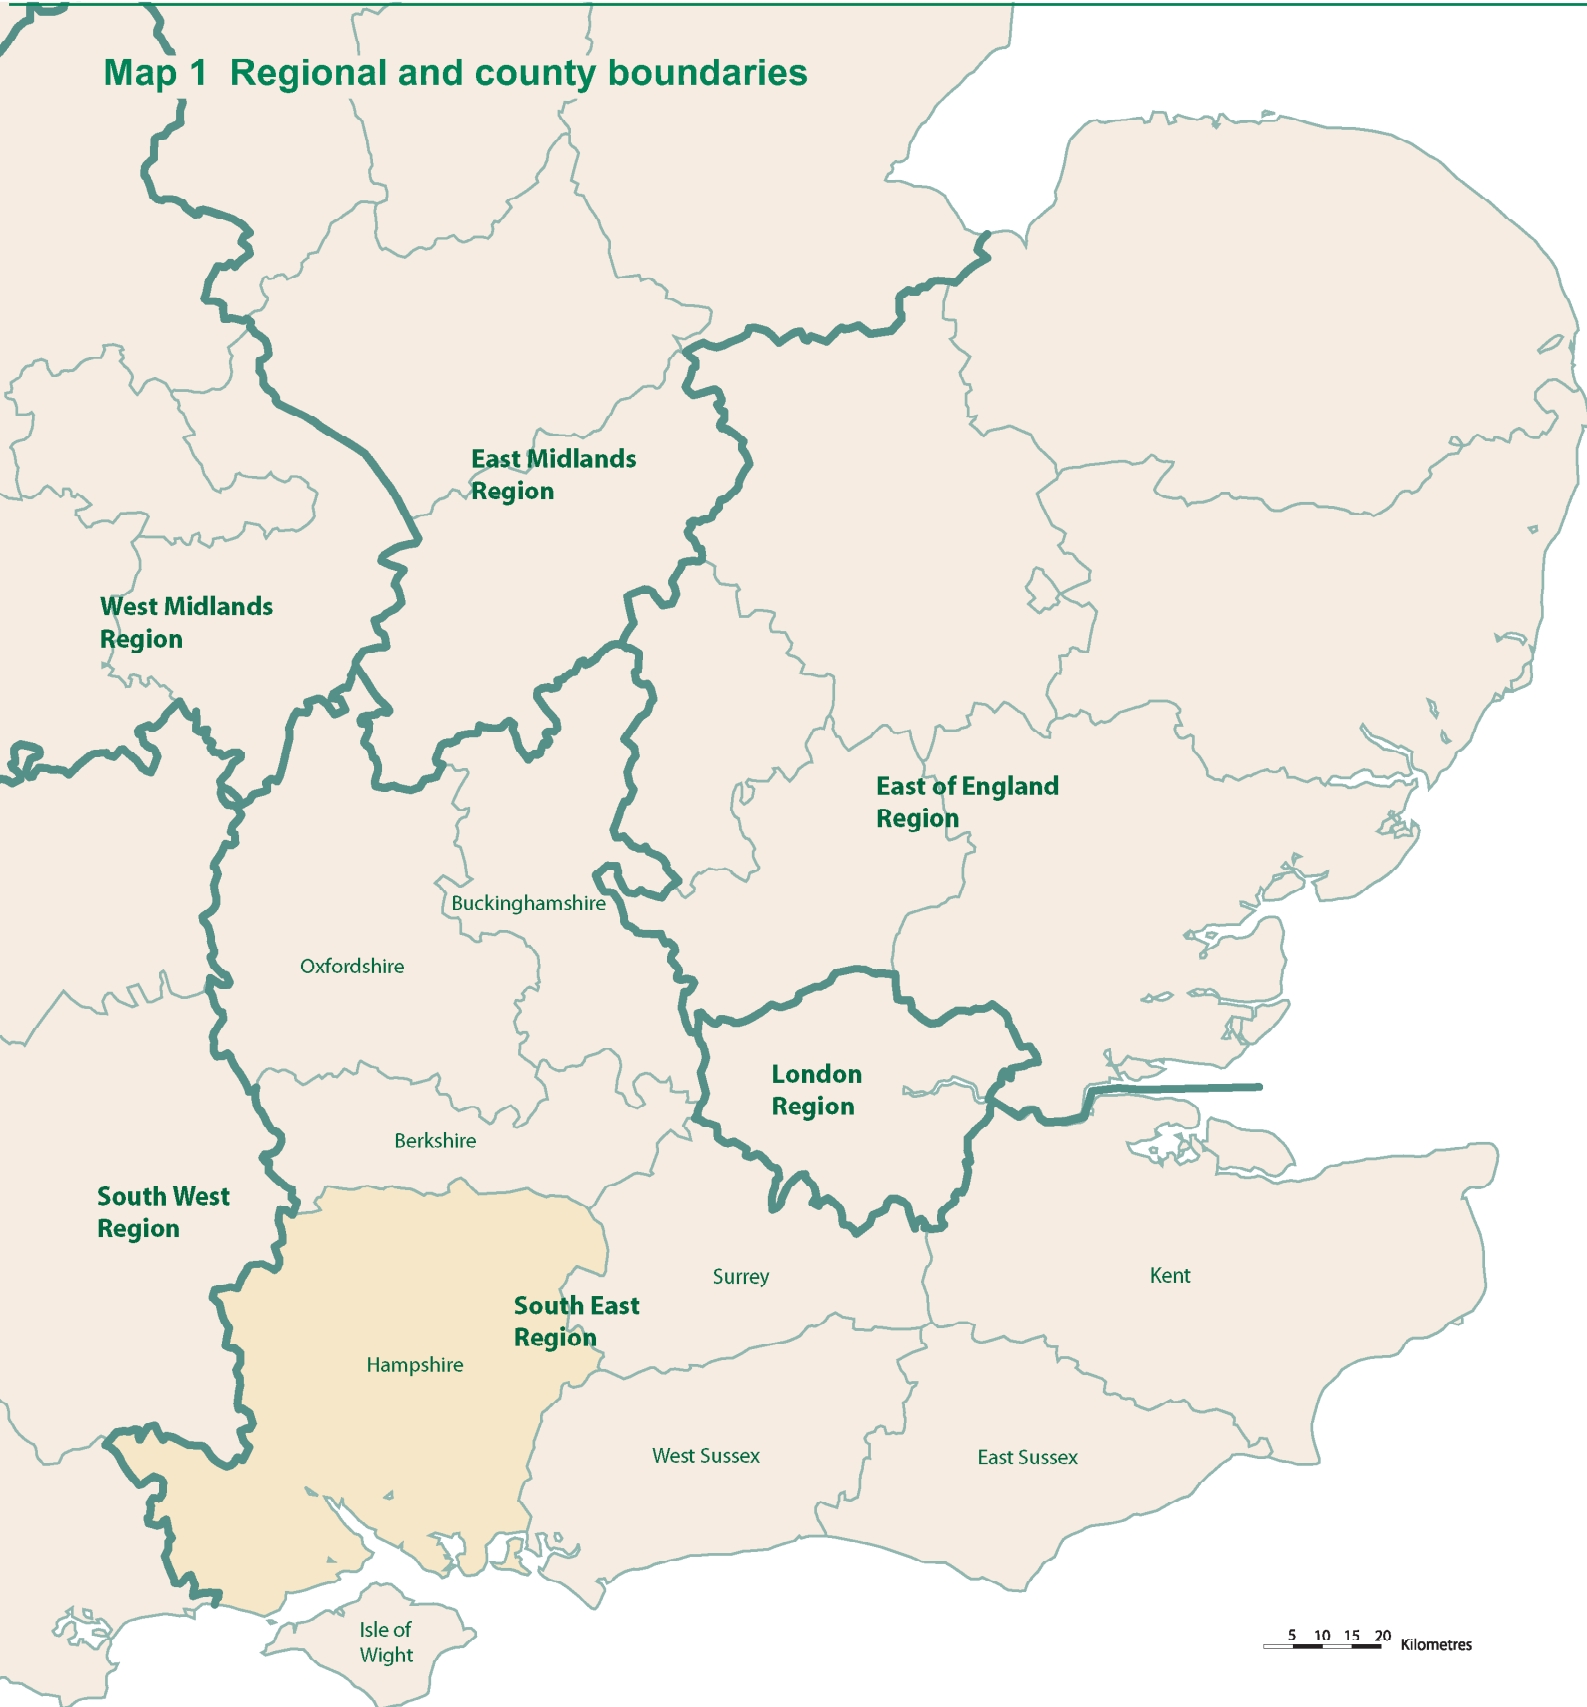 Map 1 Regional and county boundaries
East Midlands
Region
West Midlands
Region
East of England
Region
Buckinghamshire
Oxfordshire
London
Region
Berkshire
South West
Region
Surrey
Kent
South East
Region
Hampshire
West Sussex
East Sussex
Isle of
Wight
5 10 15 20
Kilometres